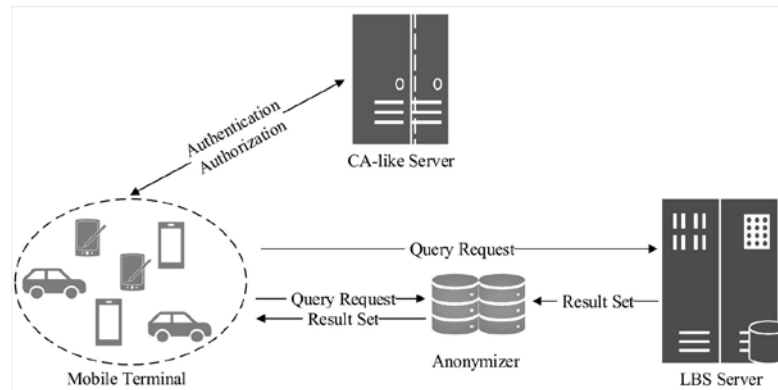 Authentication
Authorization
CA-like Server
Query Request
Query Request
Result Set
Result Set
Anonymizer
Mobile Terminal
LBS Server